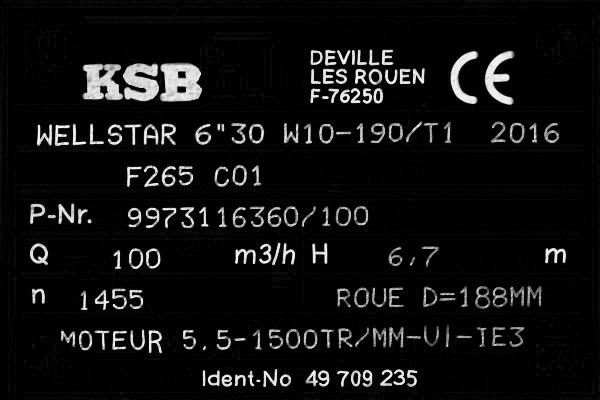 KSB
DEVILLE
LES ROUEN
F-76250
CE
WELLSTAR 6"30 W10-190/T1 2016
F265 C01
P-Nr. 9973116360/100
Q 100 m3/h H 6,7 m
n 1455 ROUE D=188MM
MOTEUR 5.5-1500TR/MM-VI-IE3
Ident-No 49 709 235